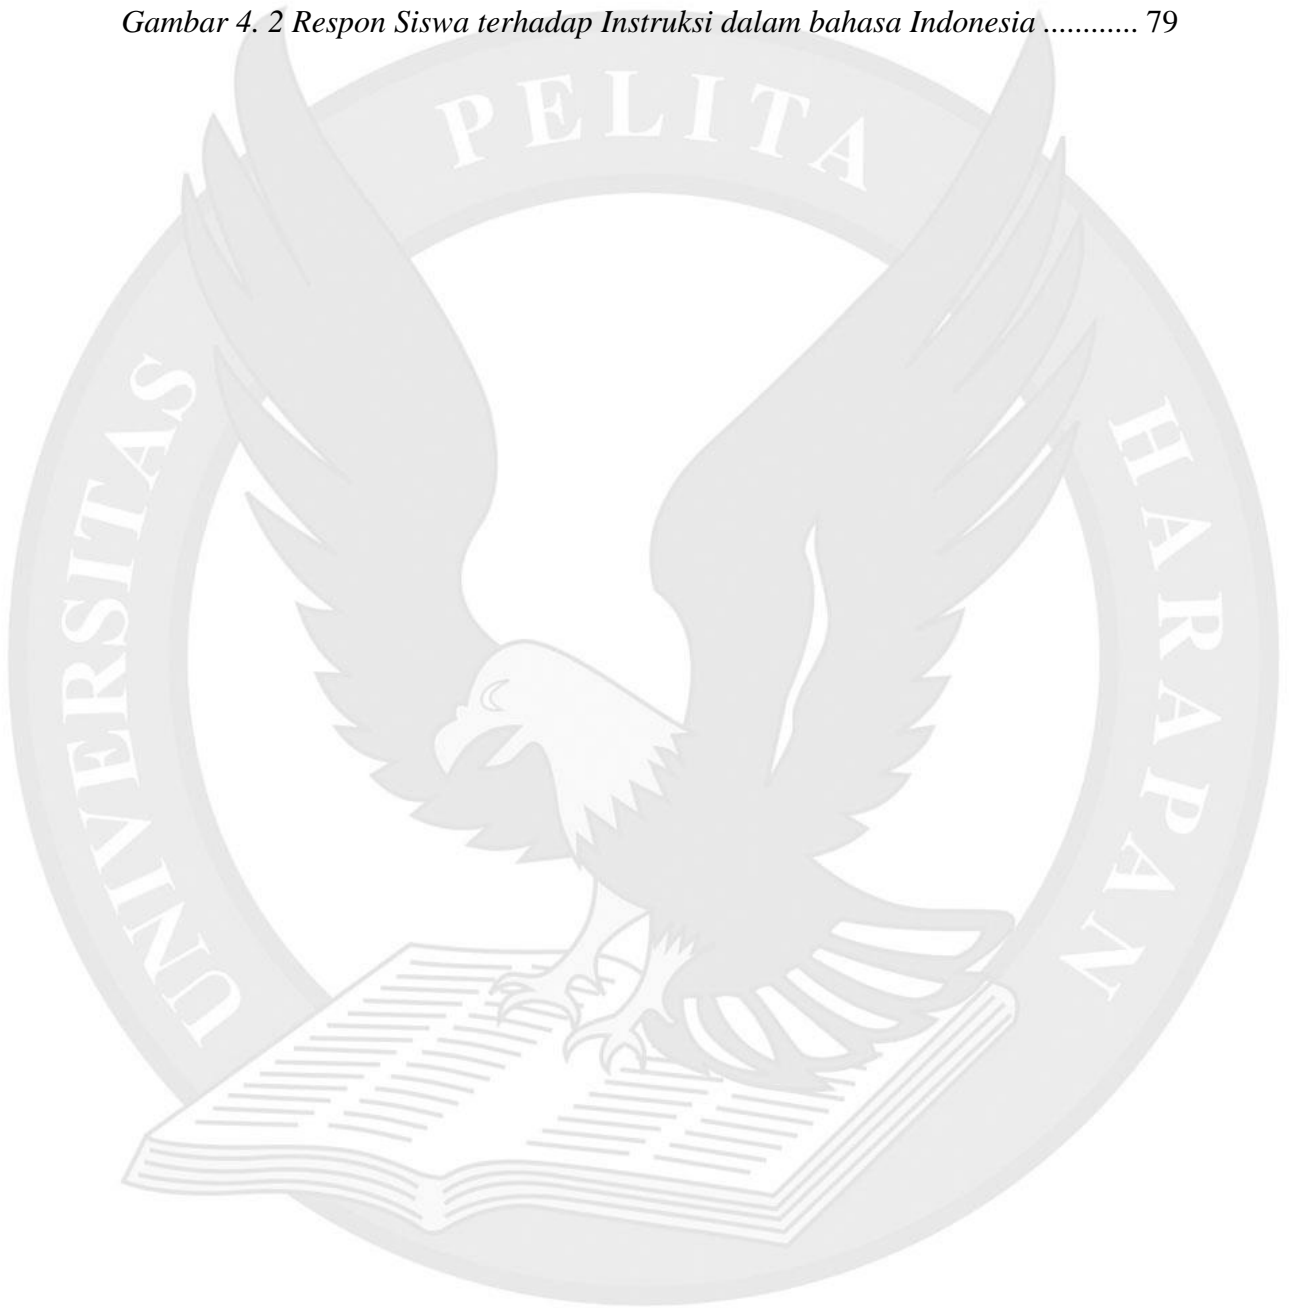 Gambar 4. 2 Respon Siswa terhadap Instruksi dalam bahasa Indonesia ............ 79
UNIVERSITAS
PELITA
HARAPAN